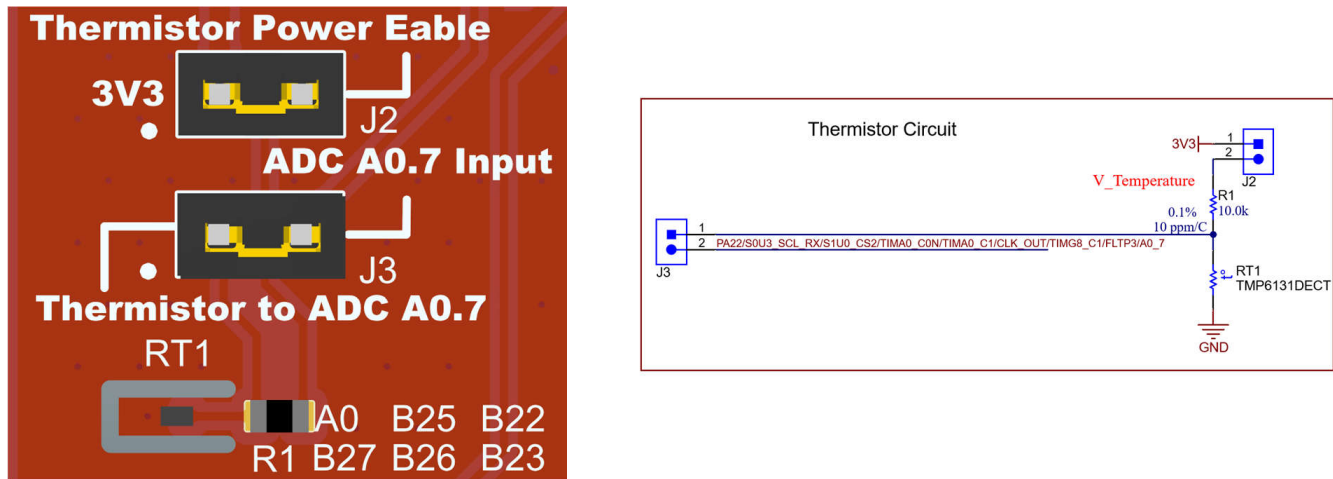 Thermistor Power Eable
3V3
J2
ADC A0.7 Input
J3
Thermistor to ADC A0.7
RT1
A0 B25 B22
R1 B27 B26 B23
Thermistor Circuit
3V3
1
2
J2
V_Temperature
R1
0.1% 10.0k
10 ppm/C
1
2
PA22/S0U3_SCL_RX/S1U0_CS2/TIMA0_C0N/TIMA0_C1/CLK_OUT/TIMG8_C1/FLTP3/A0_7
J3
t°
RT1
TMP6131DECT
GND